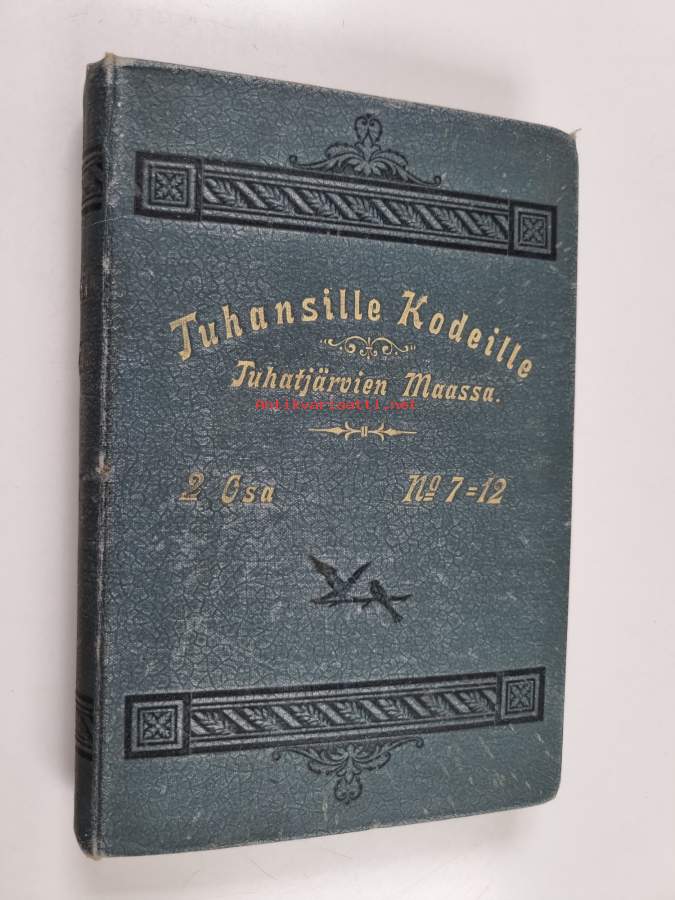 Tuhansille Kodeille
Tuhatjärvien Maassa.
Antikvariaatti.net
2 Osa No 7=12